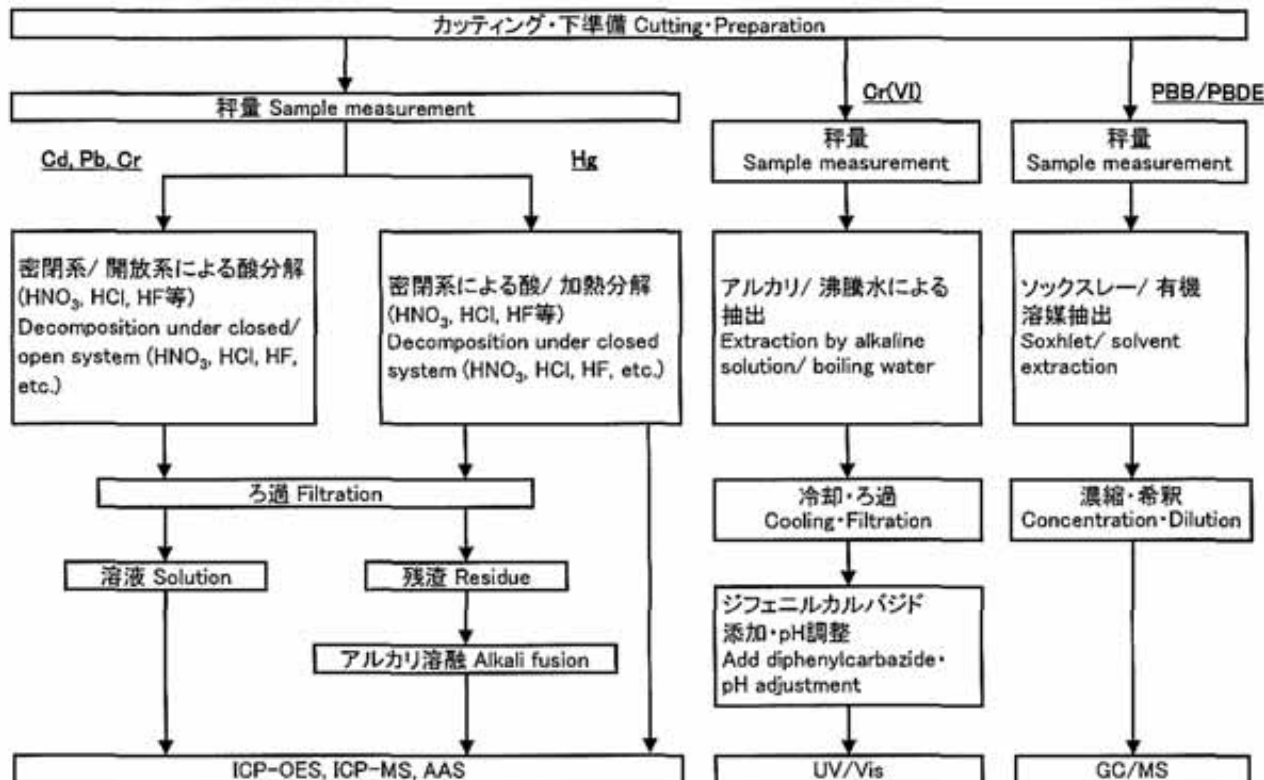 カッティング・下準備 Cutting・Preparation
秤量 Sample measurement
Cd, Pb, Cr
Hg
密閉系/ 開放系による酸分解
(HNO₃, HCl, HF等)
Decomposition under closed/
open system (HNO₃, HCl, HF,
etc.)
密閉系による酸/ 加熱分解
(HNO₃, HCl, HF等)
Decomposition under closed
system (HNO₃, HCl, HF, etc.)
ろ過 Filtration
溶液 Solution
残渣 Residue
アルカリ溶融 Alkali fusion
ICP-OES, ICP-MS, AAS
Cr(VI)
秤量
Sample measurement
アルカリ/ 沸騰水による
抽出
Extraction by alkaline
solution/ boiling water
冷却・ろ過
Cooling・Filtration
ジフェニルカルバジド
添加・pH調整
Add diphenylcarbazide・
pH adjustment
UV/Vis
PBB/PBDE
秤量
Sample measurement
ソックスレー/ 有機
溶媒抽出
Soxhlet/ solvent
extraction
濃縮・希釈
Concentration・Dilution
GC/MS